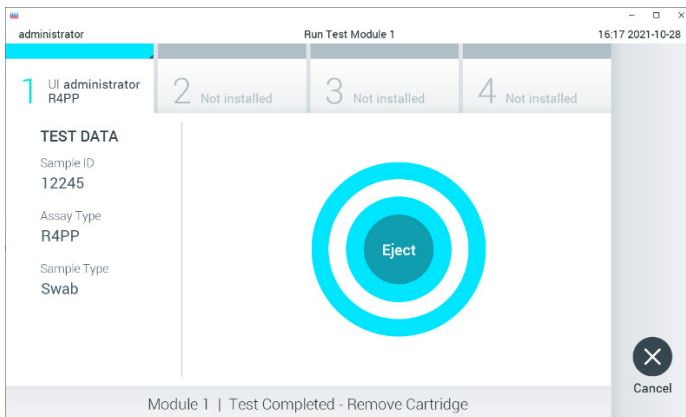 administrator Run Test Module 1 16:17 2021-10-28
1 UI administrator R4PP
2 Not installed
3 Not installed
4 Not installed
TEST DATA
Sample ID
12245
Assay Type
R4PP
Sample Type
Swab
Eject
Cancel
Module 1 | Test Completed - Remove Cartridge